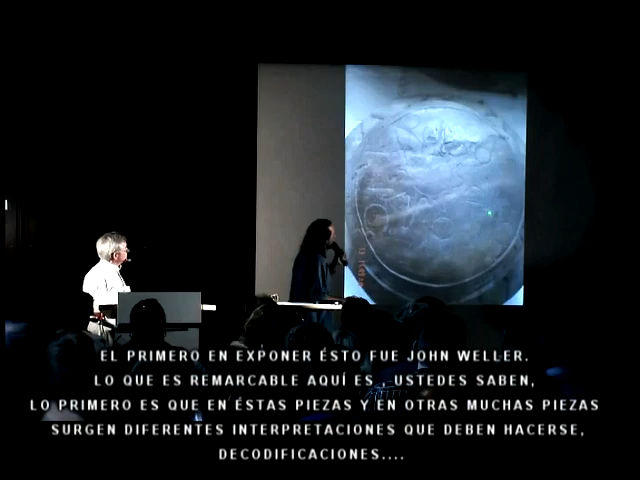 EL PRIMERO EN EXPONER ÉSTO FUE JOHN WELLER.
LO QUE ES REMARCABLE AQUÍ ES , USTEDES SABEN,
LO PRIMERO ES QUE EN ÉSTAS PIEZAS Y EN OTRAS MUCHAS PIEZAS
SURGEN DIFERENTES INTERPRETACIONES QUE DEBEN HACERSE,
DECODIFICACIONES....